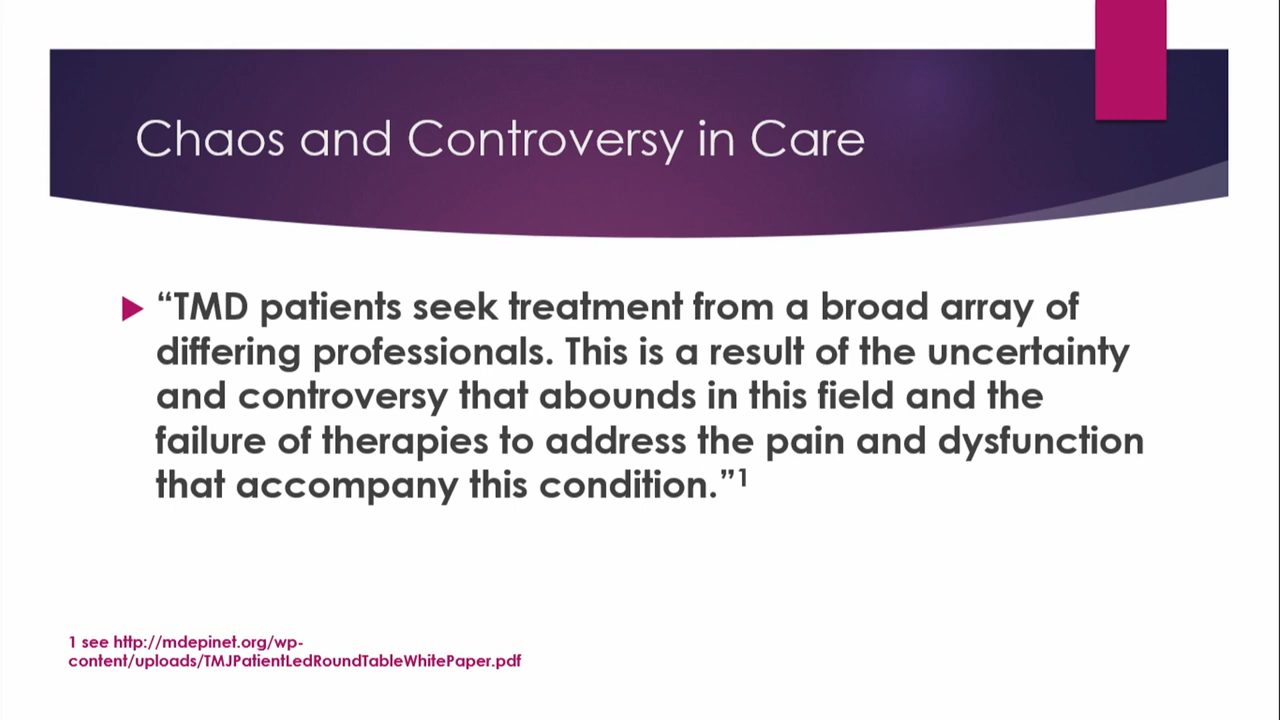 Chaos and Controversy in Care
“TMD patients seek treatment from a broad array of
differing professionals. This is a result of the uncertainty
and controversy that abounds in this field and the
failure of therapies to address the pain and dysfunction
that accompany this condition.”1
1 see http://mdepinet.org/wp-
content/uploads/TMJPatientLedRoundTableWhitePaper.pdf